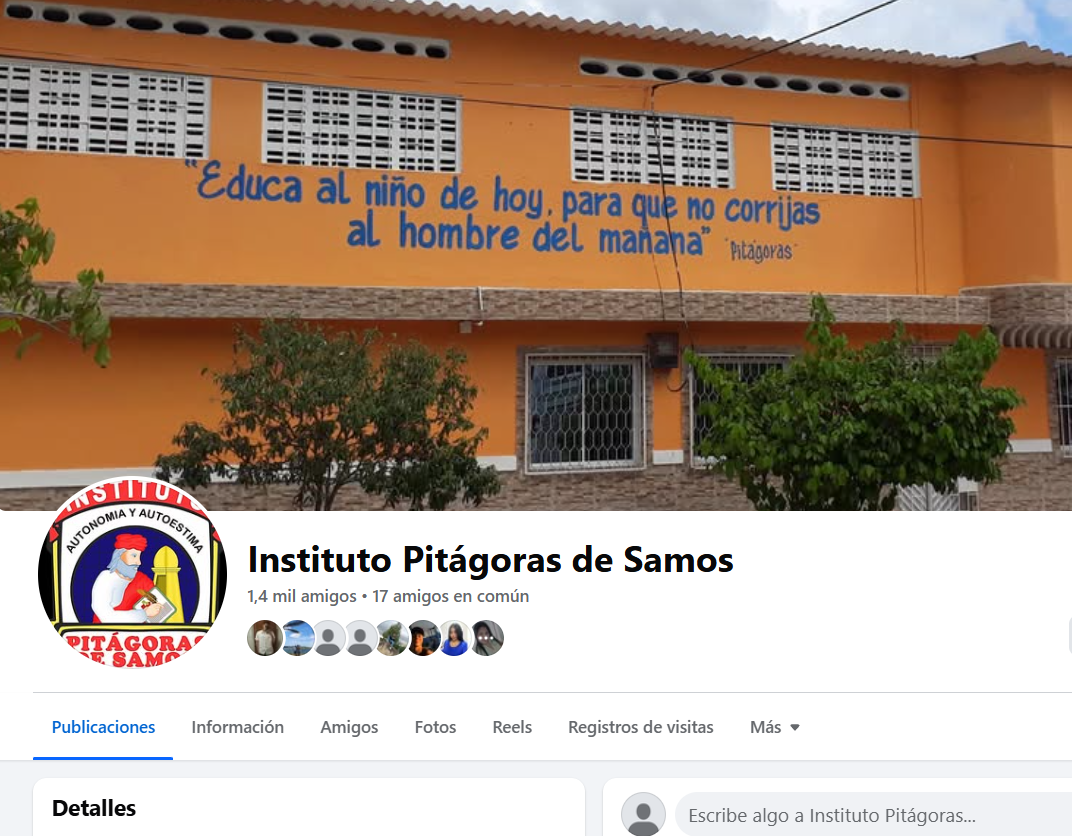 "Educa al niño de hoy, para que no corrijas
al hombre del mañana" "Pitágoras"
INSTITUTO
AUTONOMIA Y AUTOESTIMA
PITÁGORAS
DE SAMOS
Instituto Pitágoras de Samos
1,4 mil amigos • 17 amigos en común
Publicaciones Información Amigos Fotos Reels Registros de visitas Más
Detalles
Escribe algo a Instituto Pitágoras...